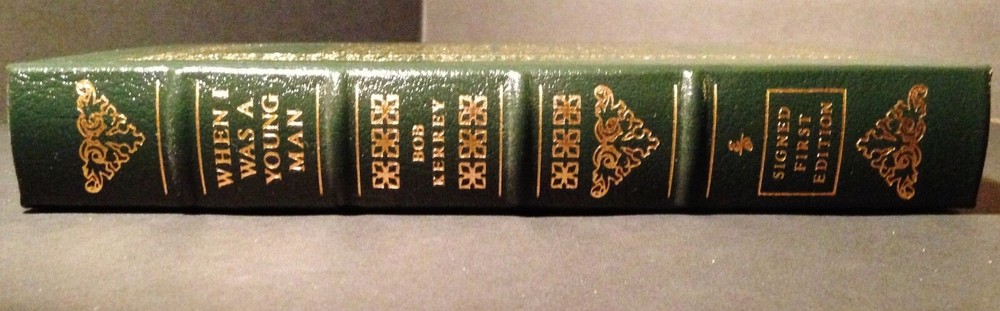 WHEN I
WAS A
YOUNG
MAN
BOB
KERREY
SIGNED
FIRST
EDITION